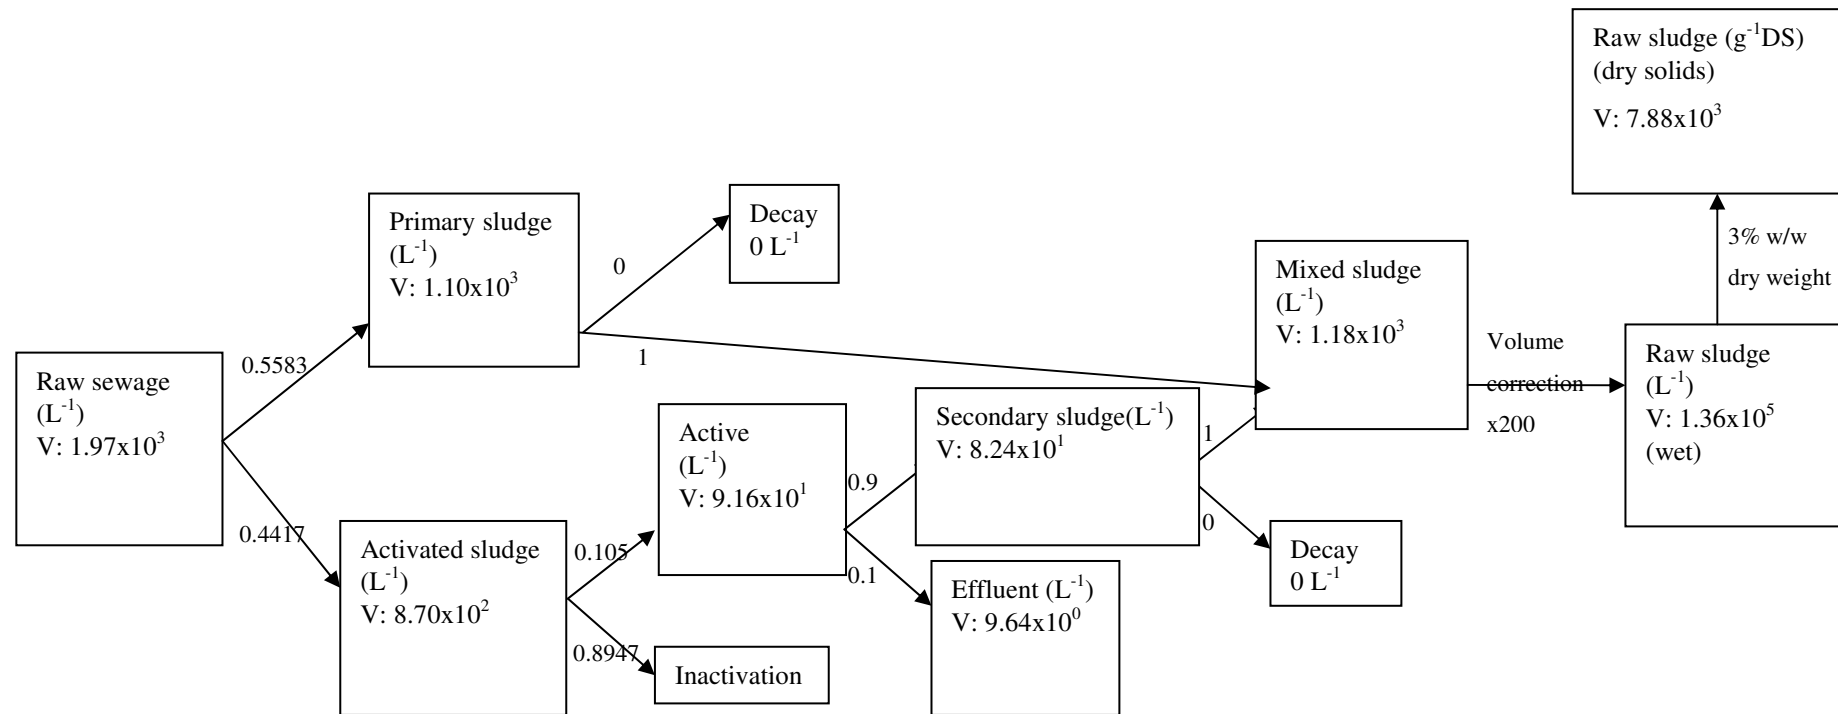 Raw sludge (g⁻¹DS)
(dry solids)
V: 7.88x10³
3% w/w
dry weight
Primary sludge
(L⁻¹)
V: 1.10x10³
Decay
0 L⁻¹
0
1
Mixed sludge
(L⁻¹)
V: 1.18x10³
Volume
correction
x200
Raw sludge
(L⁻¹)
V: 1.36x10⁵
(wet)
Raw sewage
(L⁻¹)
V: 1.97x10³
0.5583
0.4417
Activated sludge
(L⁻¹)
V: 8.70x10²
0.105
0.8947
Active
(L⁻¹)
V: 9.16x10¹
Inactivation
0.9
0.1
Secondary sludge(L⁻¹)
V: 8.24x10¹
Effluent (L⁻¹)
V: 9.64x10⁰
1
0
Decay
0 L⁻¹